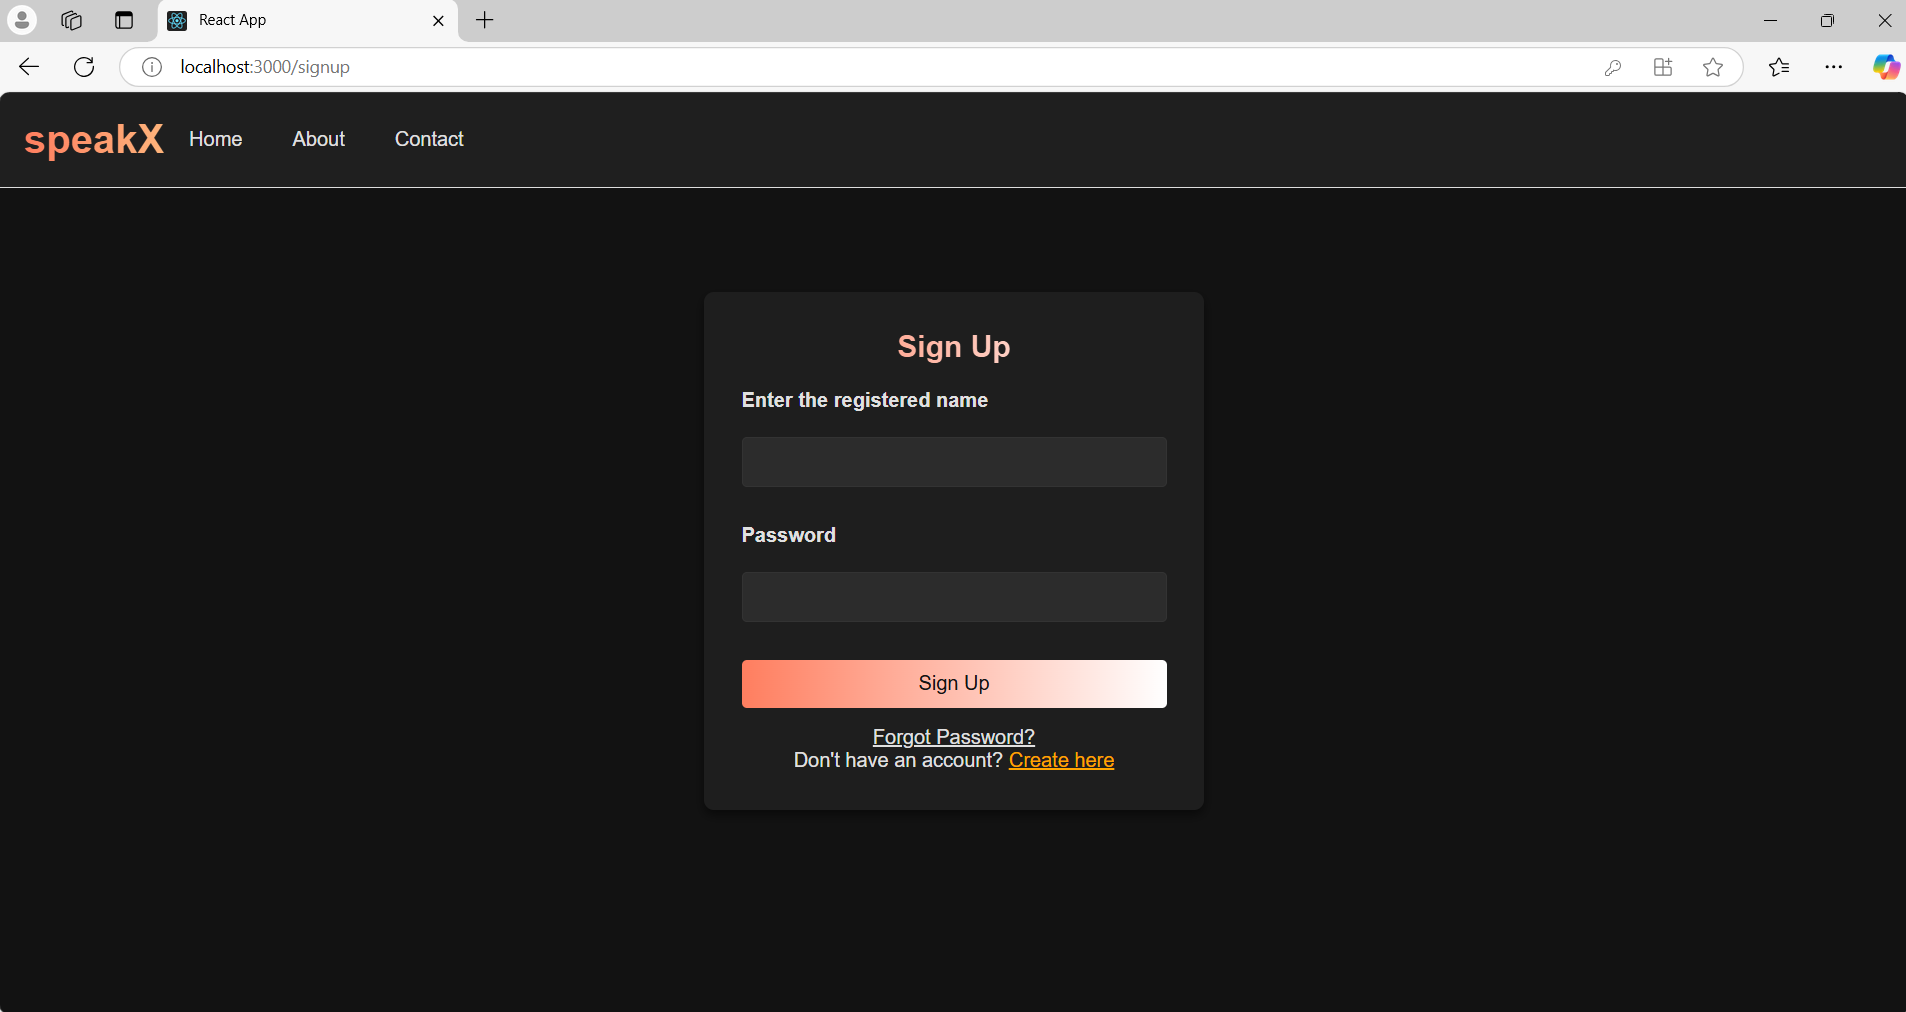 React App
localhost:3000/signup
speakX Home About Contact
Sign Up
Enter the registered name
Password
Sign Up
Forgot Password?
Don't have an account? Create here